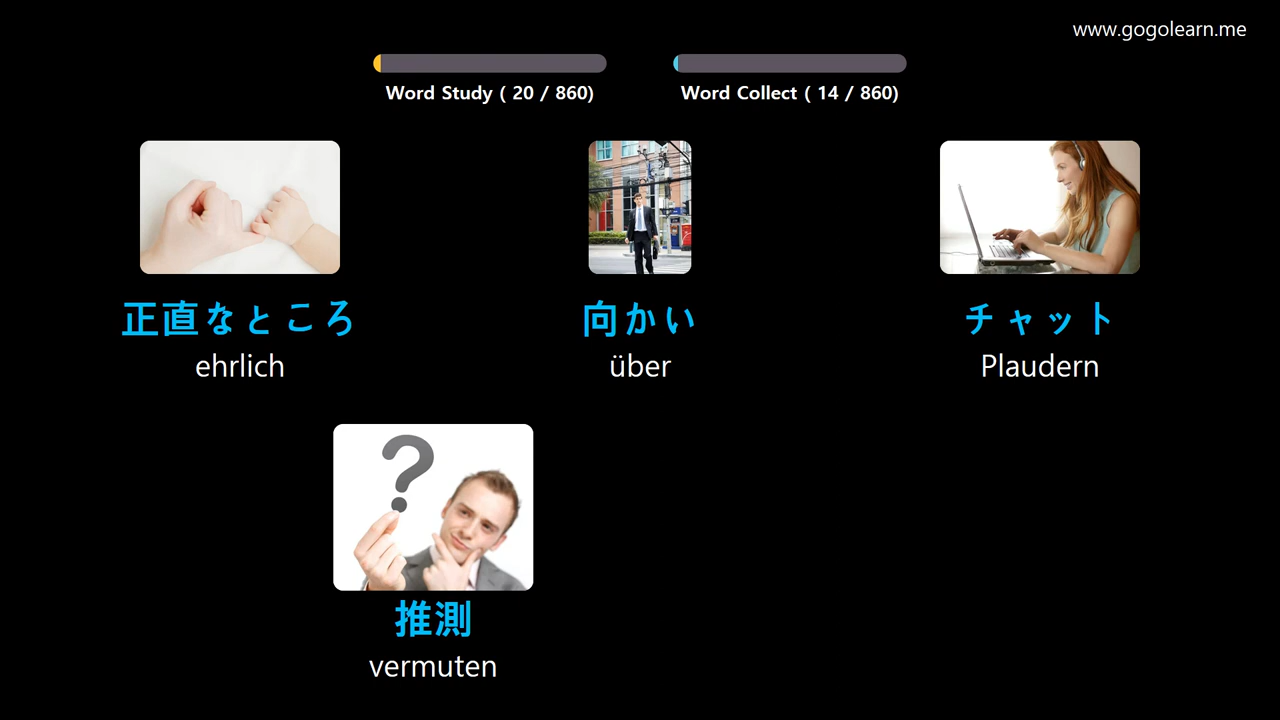 www.gogolearn.me
Word Study ( 20 / 860)
Word Collect ( 14 / 860)
正直なところ
ehrlich
向かい
über
チャット
Plaudern
推測
vermuten